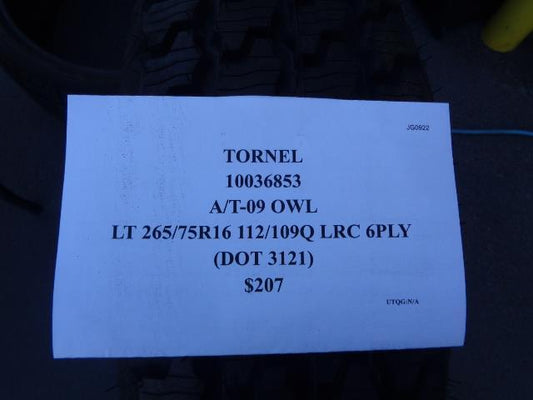 JG0922
TORNEL
10036853
A/T-09 OWL
LT 265/75R16 112/109Q LRC 6PLY
(DOT 3121)
$207
UTQG:N/A